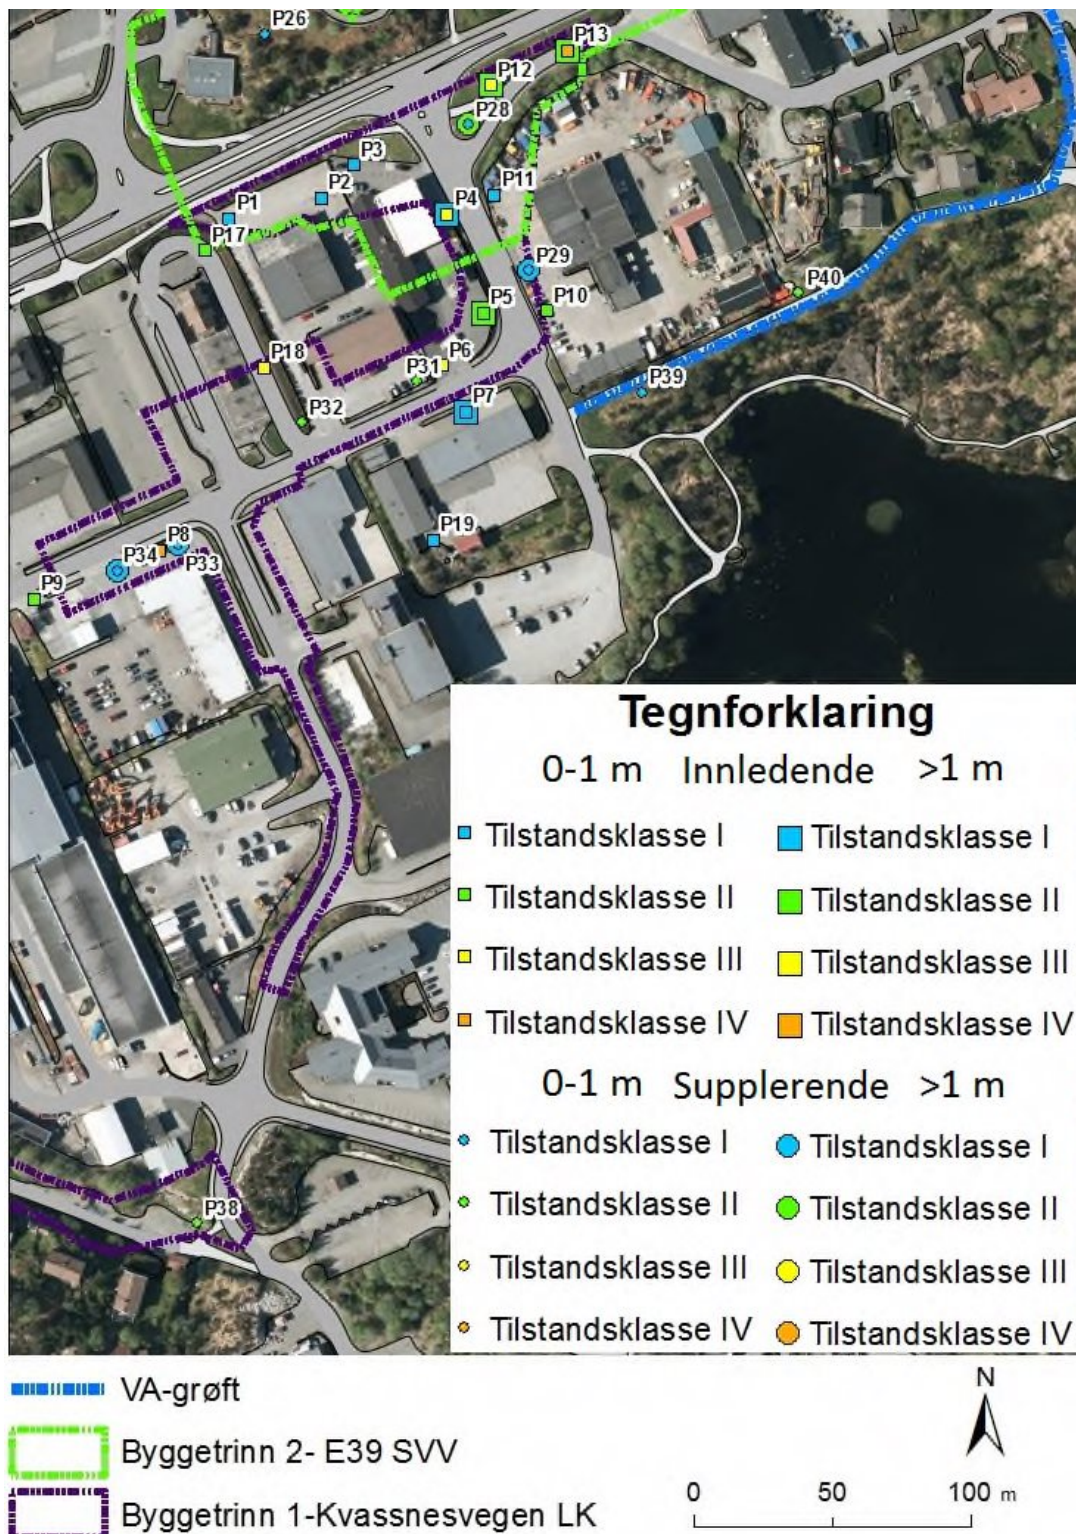 P26
P13
P12
P28
P3
P2
P11
P1
P4
P17
P29
P5
P10
P40
P18
P6
P31
P39
P32
P7
P8
P19
P34
P33
P9
Tegnforklaring
0-1 m Innledende >1 m
Tilstandsklasse I Tilstandsklasse I
Tilstandsklasse II Tilstandsklasse II
Tilstandsklasse III Tilstandsklasse III
Tilstandsklasse IV Tilstandsklasse IV
0-1 m Supplerende >1 m
Tilstandsklasse I Tilstandsklasse I
Tilstandsklasse II Tilstandsklasse II
Tilstandsklasse III Tilstandsklasse III
Tilstandsklasse IV Tilstandsklasse IV
P38
VA-grøft
Byggetrinn 2- E39 SVV
Byggetrinn 1-Kvassnesvegen LK
N
0 50 100 m